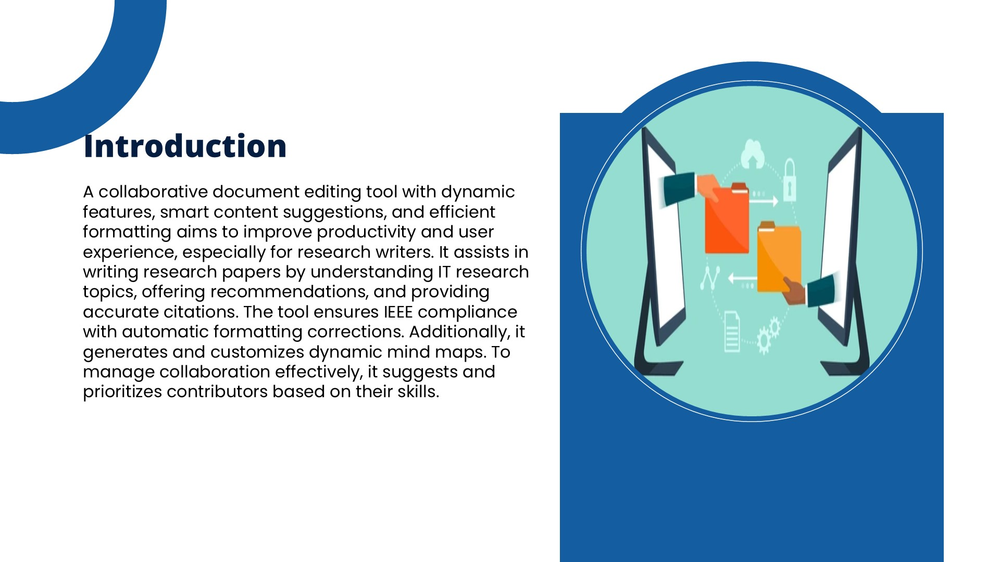 Introduction
A collaborative document editing tool with dynamic
features, smart content suggestions, and efficient
formatting aims to improve productivity and user
experience, especially for research writers. It assists in
writing research papers by understanding IT research
topics, offering recommendations, and providing
accurate citations. The tool ensures IEEE compliance
with automatic formatting corrections. Additionally, it
generates and customizes dynamic mind maps. To
manage collaboration effectively, it suggests and
prioritizes contributors based on their skills.